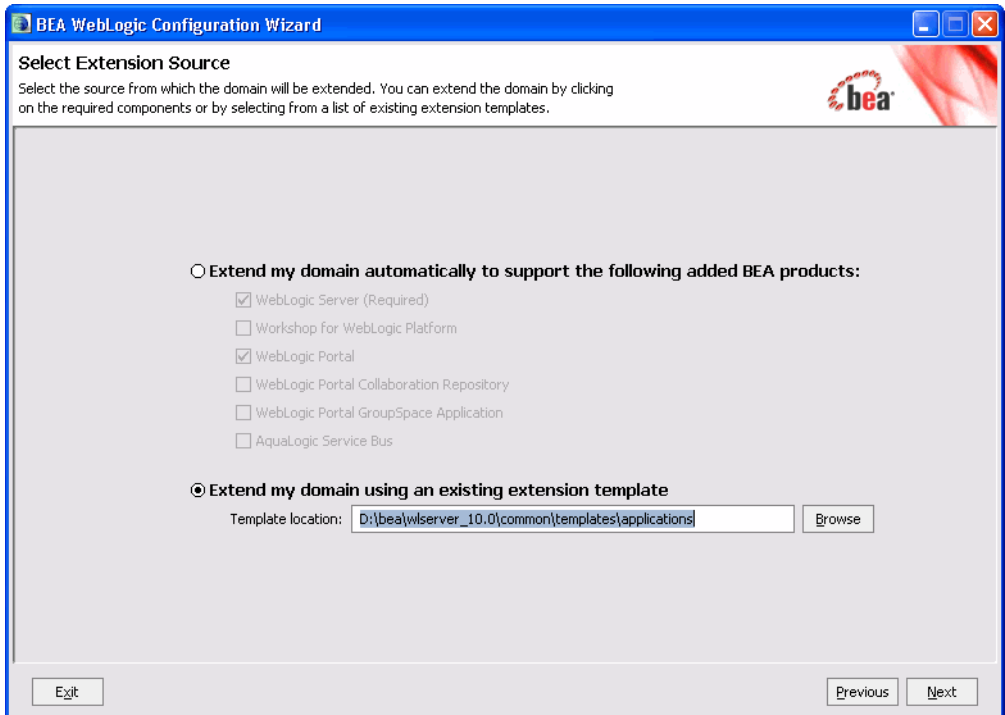 BEA WebLogic Configuration Wizard
Select Extension Source
Select the source from which the domain will be extended. You can extend the domain by clicking
on the required components or by selecting from a list of existing extension templates.
bea
Extend my domain automatically to support the following added BEA products:
WebLogic Server (Required)
Workshop for WebLogic Platform
WebLogic Portal
WebLogic Portal Collaboration Repository
WebLogic Portal GroupSpace Application
AquaLogic Service Bus
Extend my domain using an existing extension template
Template location: D:\bea\wlserver_10.0\common\templates\applications Browse
Exit Previous Next